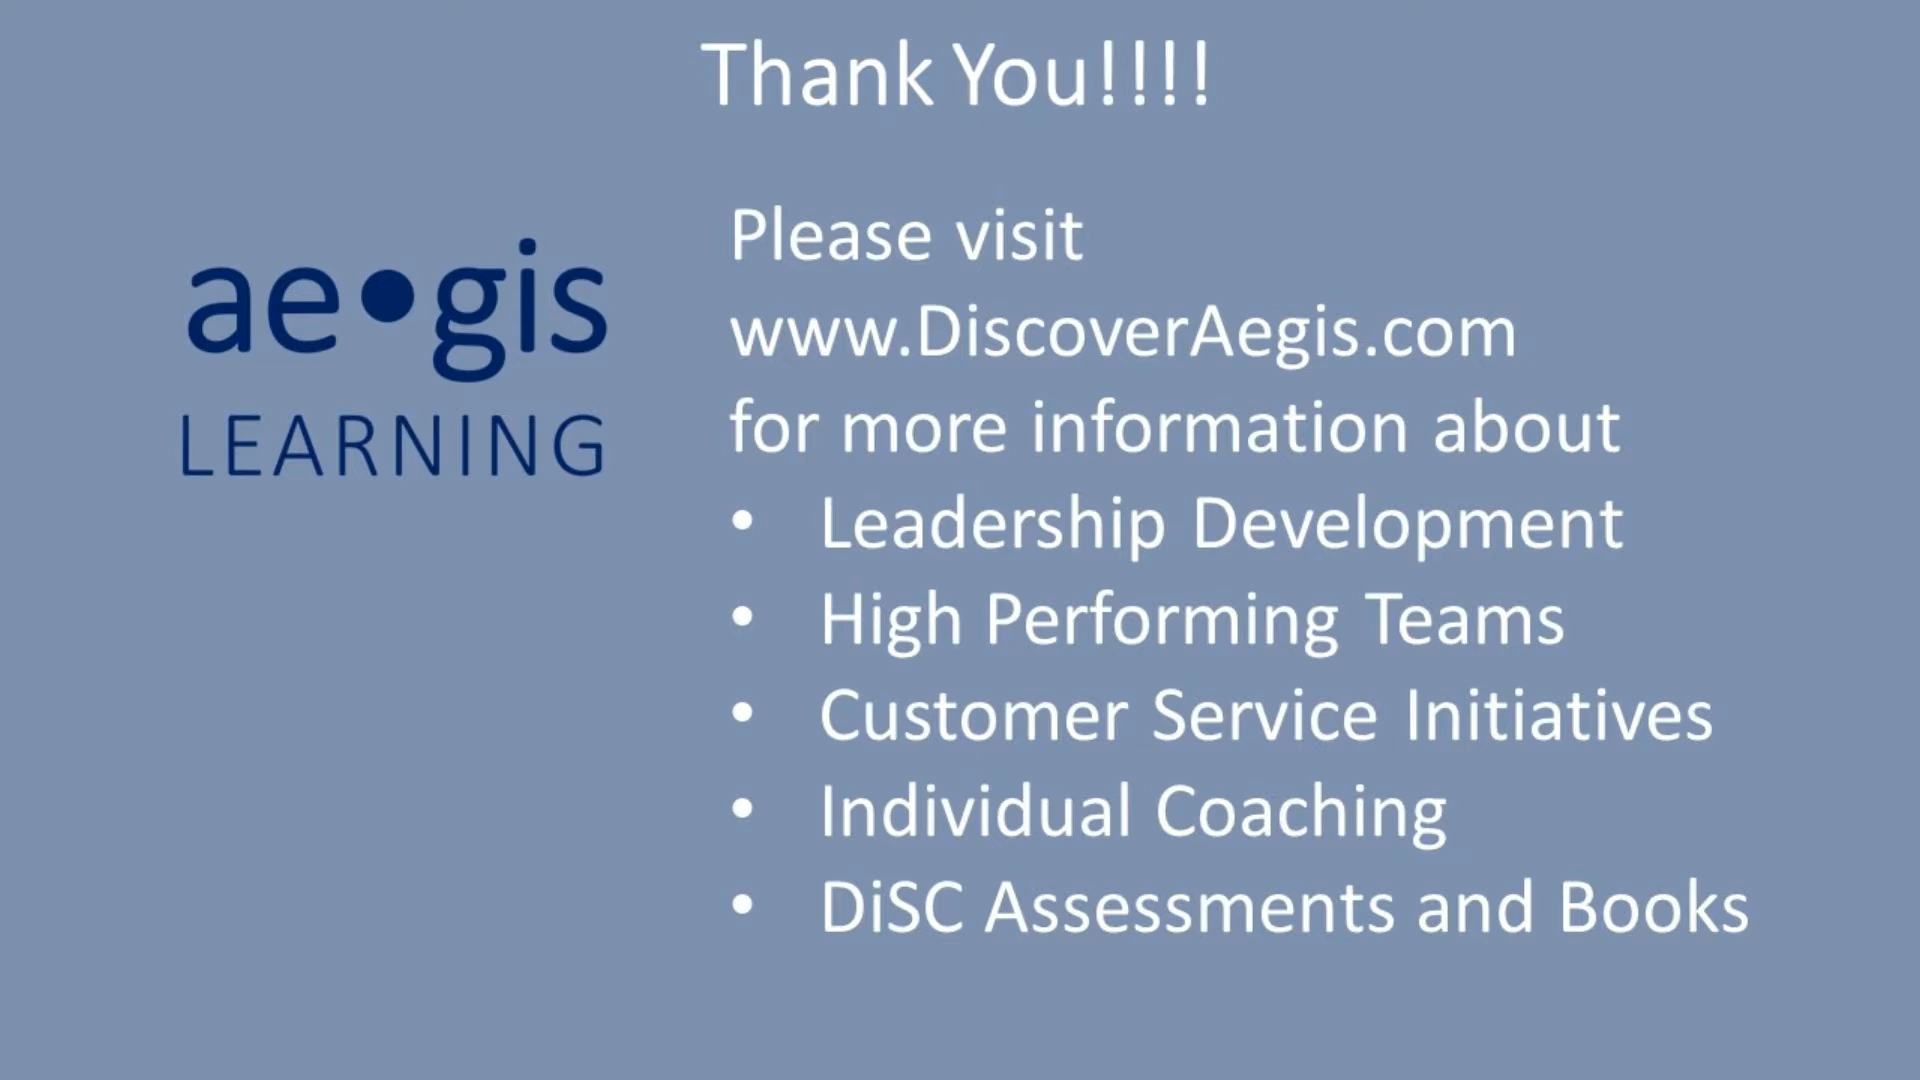 Thank You!!!!
ae•gis
LEARNING
Please visit
www.DiscoverAegis.com
for more information about
• Leadership Development
• High Performing Teams
• Customer Service Initiatives
• Individual Coaching
• DiSC Assessments and Books